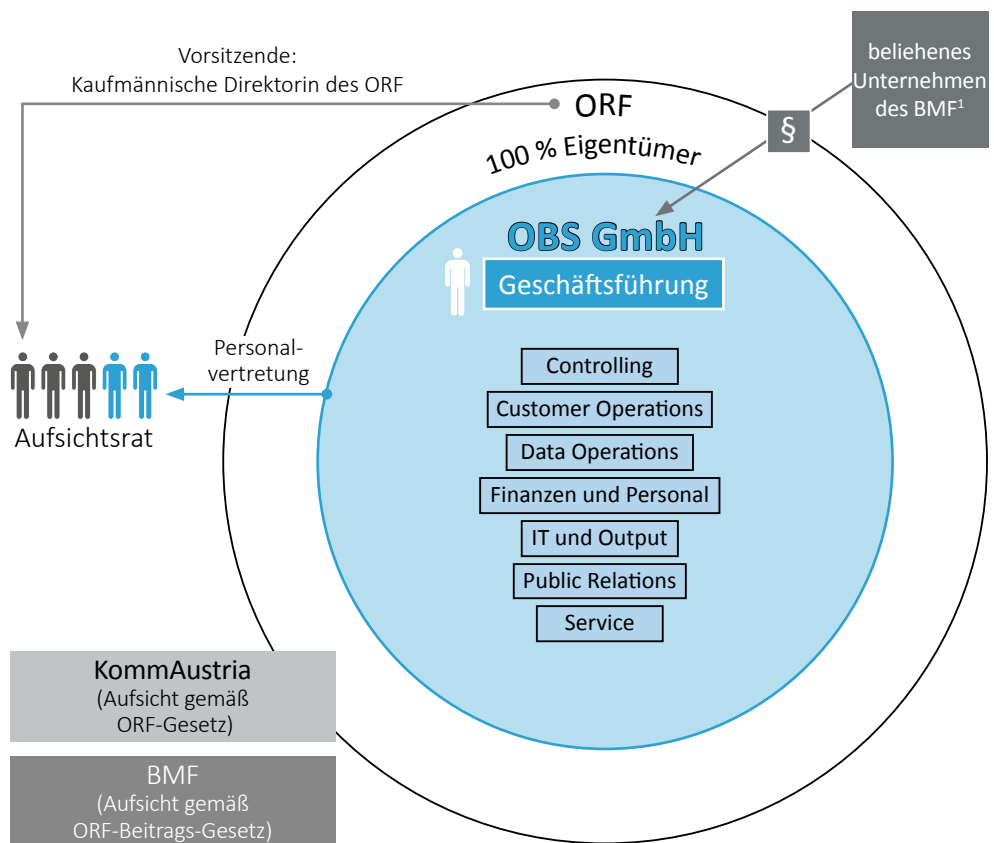 Vorsitzende:
Kaufmännische Direktorin des ORF
beliehenes
Unternehmen
des BMF¹
§
ORF
100 % Eigentümer
OBS GmbH
Geschäftsführung
Personal-
vertretung
Aufsichtsrat
Controlling
Customer Operations
Data Operations
Finanzen und Personal
IT und Output
Public Relations
Service
KommAustria
(Aufsicht gemäß
ORF-Gesetz)
BMF
(Aufsicht gemäß
ORF-Beitrags-Gesetz)